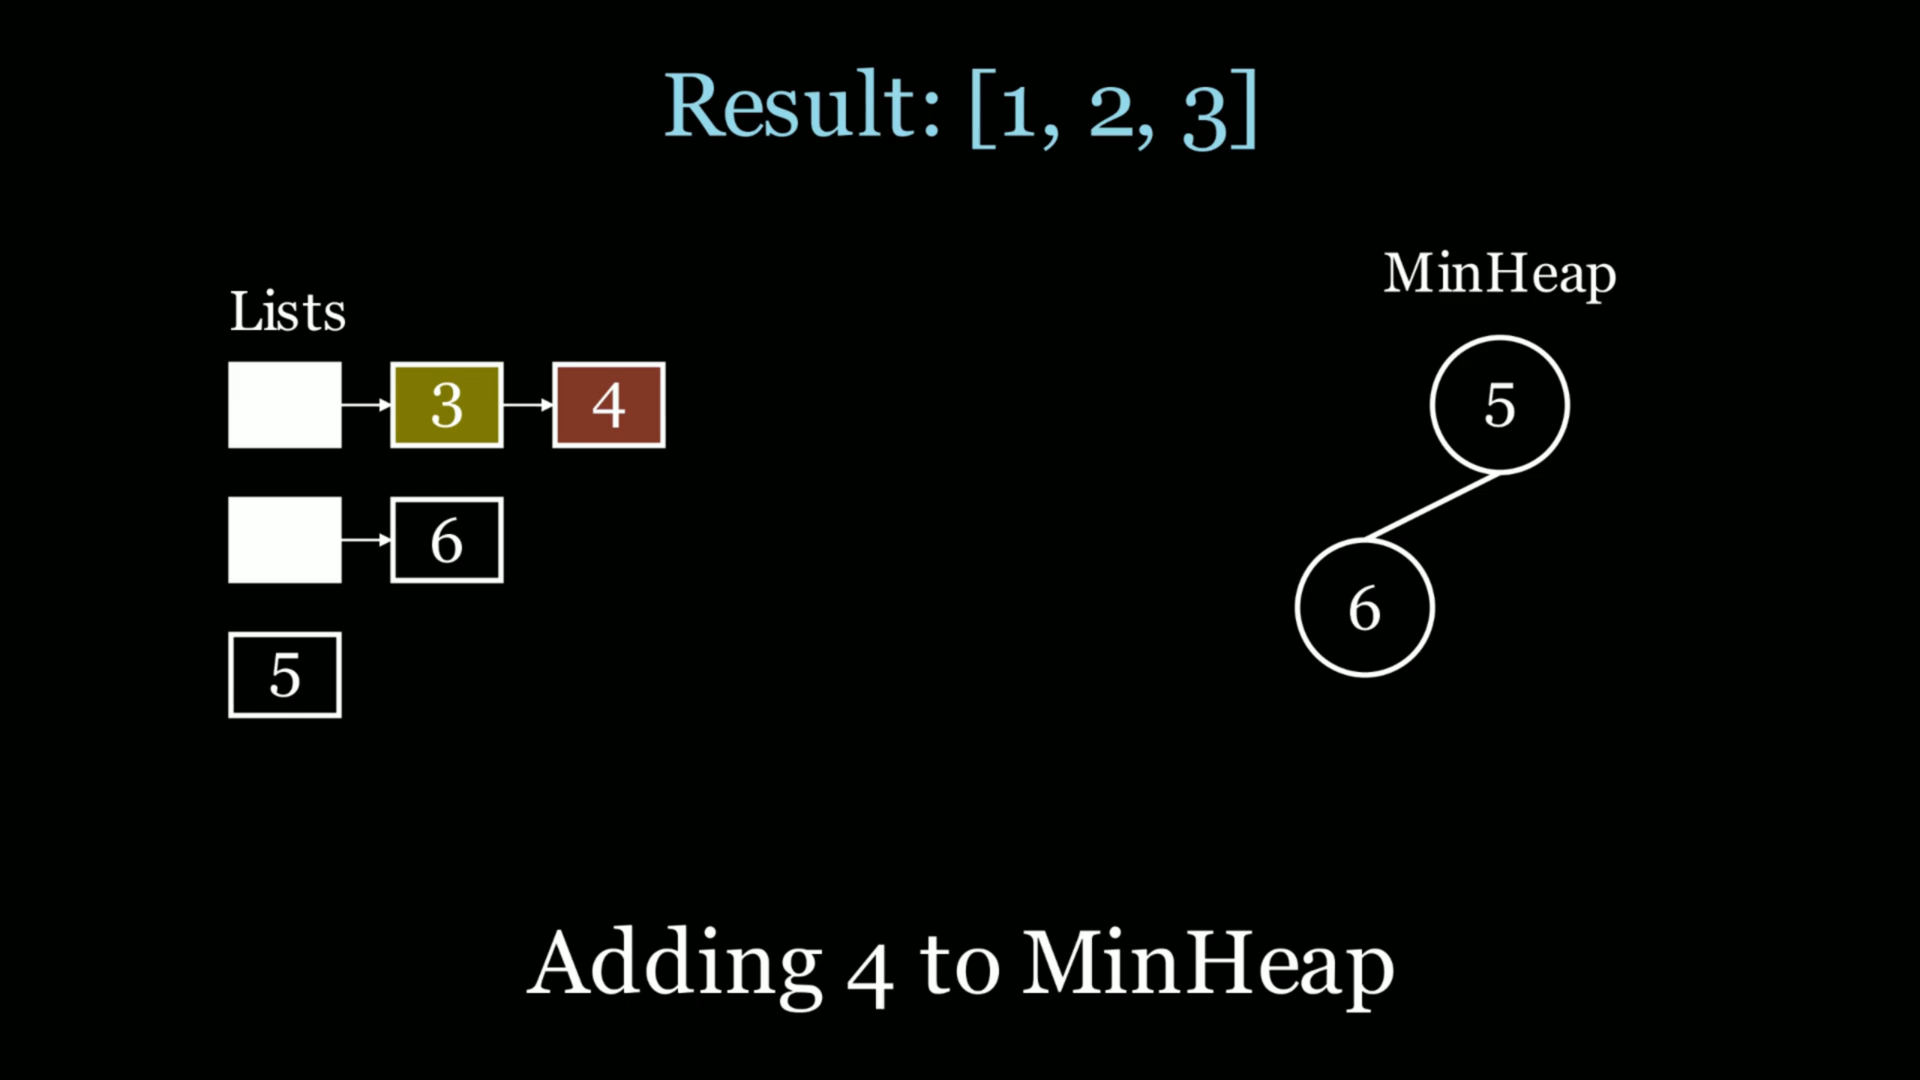 Result: [1, 2, 3]
MinHeap
Lists
3 4
5
6
6
5
Adding 4 to MinHeap